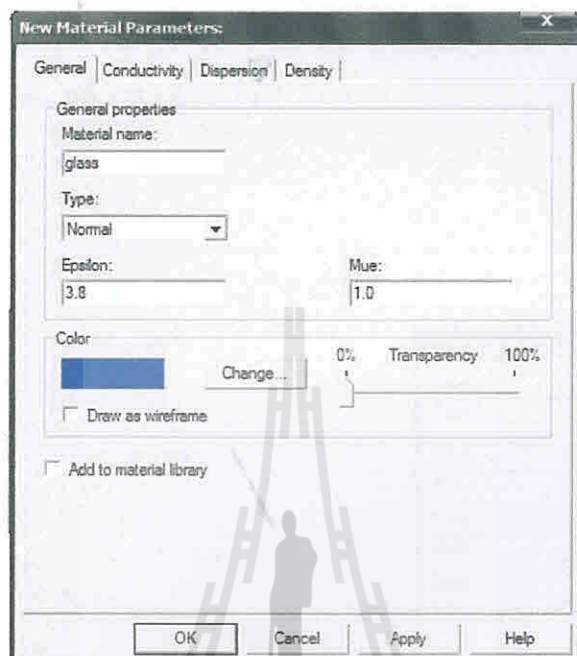 New Material Parameters:
General Conductivity Dispersion Density
General properties
Material name:
glass
Type:
Normal
Epsilon: Mue:
3.8 1.0
Color
0% Transparency 100%
Change...
Draw as wireframe
Add to material library
OK Cancel Apply Help